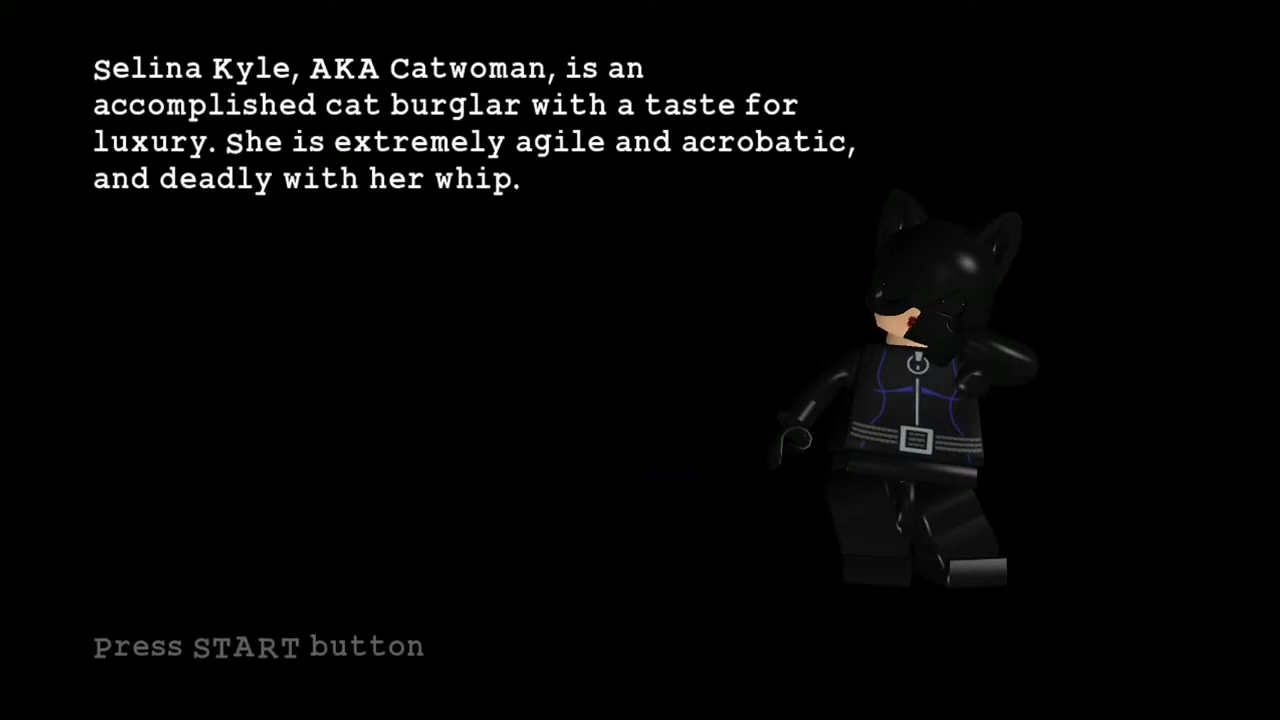 Selina Kyle, AKA Catwoman, is an
accomplished cat burglar with a taste for
luxury. She is extremely agile and acrobatic,
and deadly with her whip.
Press START button